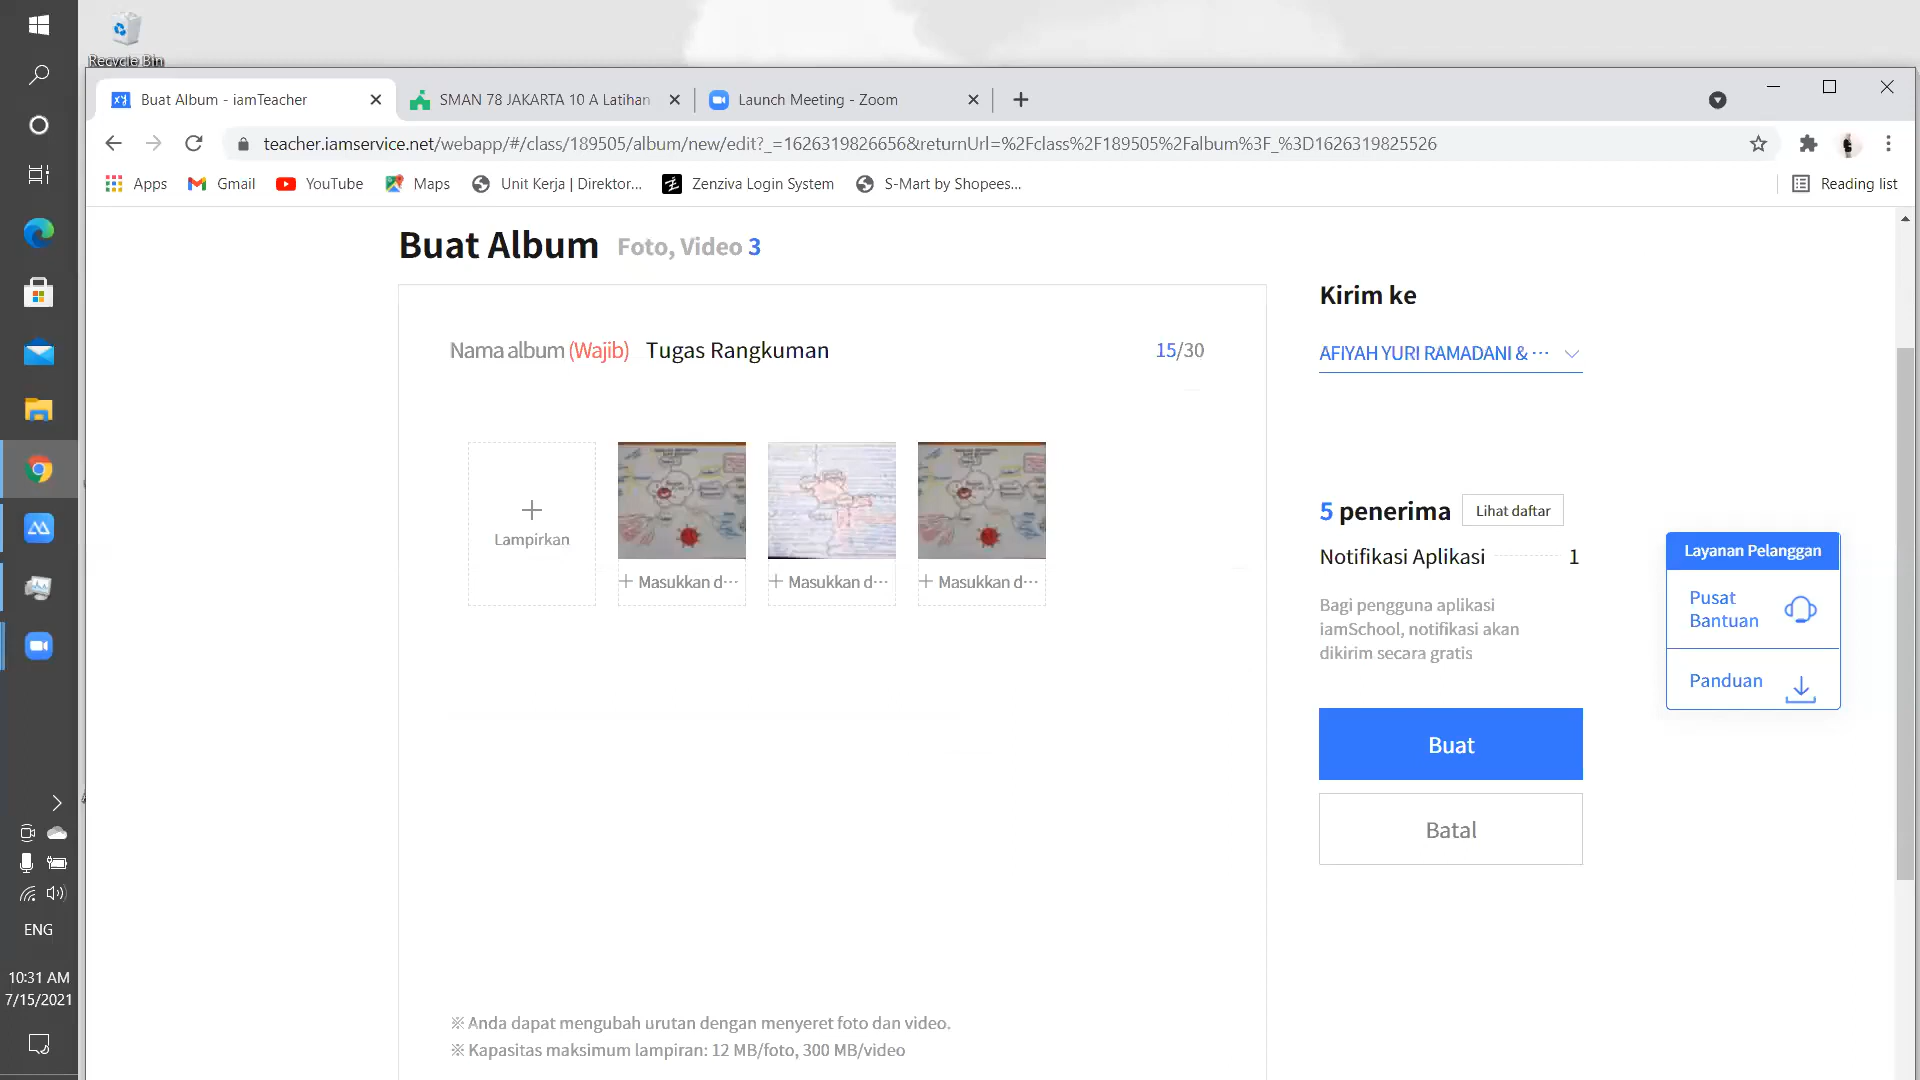 Recycle Bin
Buat Album - iamTeacher
SMAN 78 JAKARTA 10 A Latihan
Launch Meeting - Zoom
teacher.iamservice.net/webapp/#/class/189505/album/new/edit?_=1626319826656&returnUrl=%2Fclass%2F189505%2Falbum%3F_%3D1626319825526
Apps
Gmail
YouTube
Maps
Unit Kerja | Direktor...
Zenziva Login System
S-Mart by Shopees...
Reading list
Buat Album Foto, Video 3
Nama album (Wajib) Tugas Rangkuman 15/30
Lampirkan
+ Masukkan d···
+ Masukkan d···
+ Masukkan d···
※ Anda dapat mengubah urutan dengan menyeret foto dan video.
※ Kapasitas maksimum lampiran: 12 MB/foto, 300 MB/video
Kirim ke
AFIYAH YURI RAMADANI & ···
5 penerima Lihat daftar
Notifikasi Aplikasi 1
Bagi pengguna aplikasi
iamSchool, notifikasi akan
dikirim secara gratis
Buat
Batal
Layanan Pelanggan
Pusat
Bantuan
Panduan
ENG
10:31 AM
7/15/2021